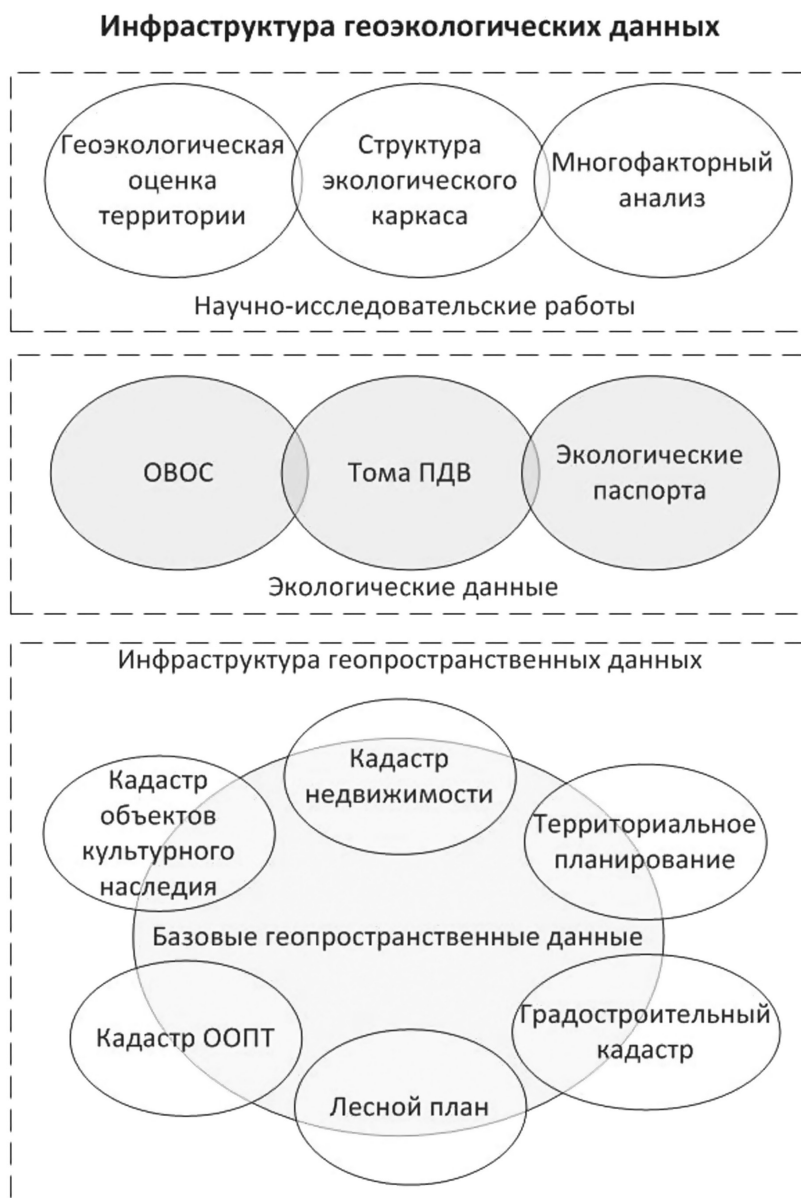 Инфраструктура геоэкологических данных
Геоэкологическая
оценка
территории
Структура
экологического
каркаса
Многофакторный
анализ
Научно-исследовательские работы
ОВОС
Тома ПДВ
Экологические
паспорта
Экологические данные
Инфраструктура геопространственных данных
Кадастр
объектов
культурного
наследия
Кадастр
недвижимости
Территориальное
планирование
Базовые геопространственные данные
Кадастр ООПТ
Лесной план
Градостроительный
кадастр